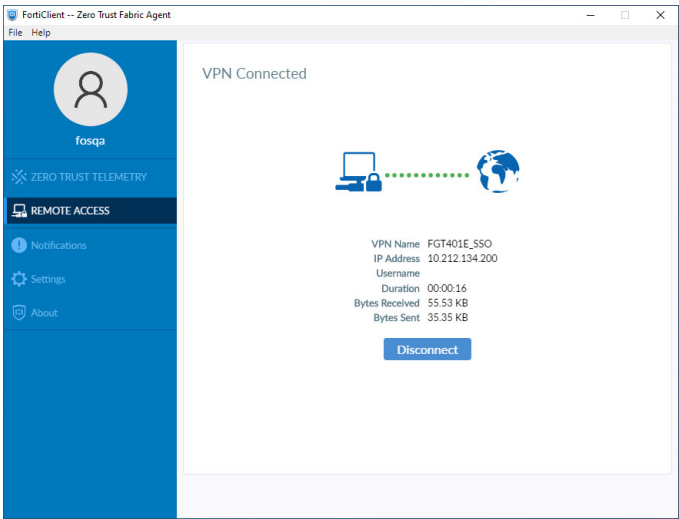 FortiClient -- Zero Trust Fabric Agent
File Help
fosqa
ZERO TRUST TELEMETRY
REMOTE ACCESS
Notifications
Settings
About
VPN Connected
VPN Name FGT401E_SSO
IP Address 10.212.134.200
Username
Duration 00:00:16
Bytes Received 55.53 KB
Bytes Sent 35.35 KB
Disconnect